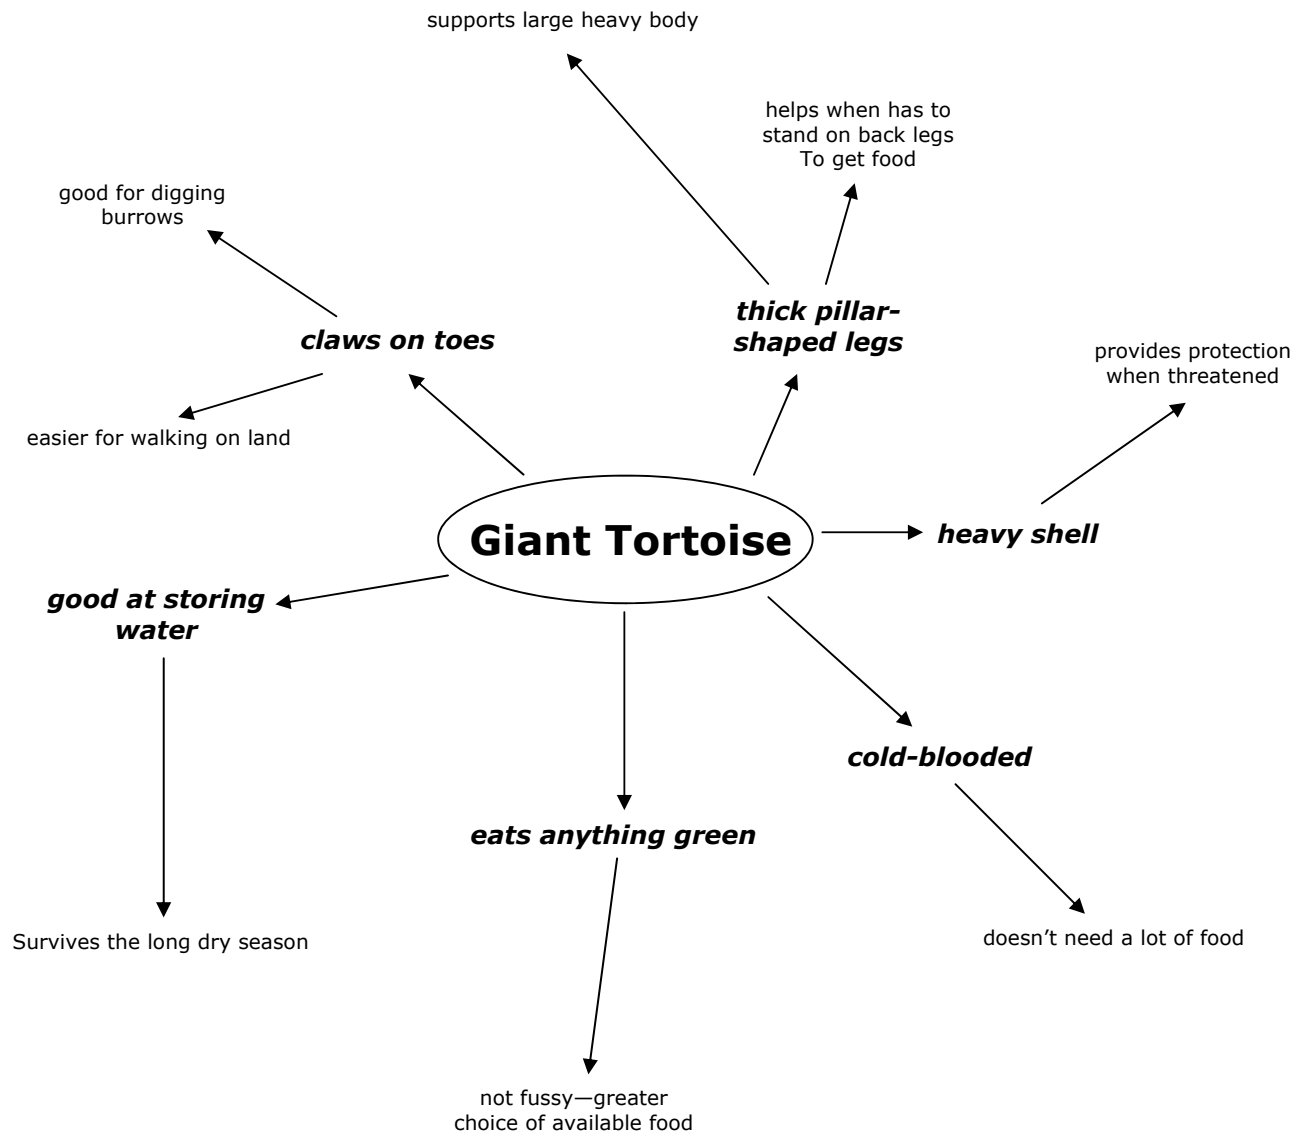 supports large heavy body
helps when has to
stand on back legs
To get food
good for digging
burrows
thick pillar-
shaped legs
claws on toes
provides protection
when threatened
easier for walking on land
Giant Tortoise
heavy shell
good at storing
water
cold-blooded
eats anything green
Survives the long dry season
doesn’t need a lot of food
not fussy—greater
choice of available food